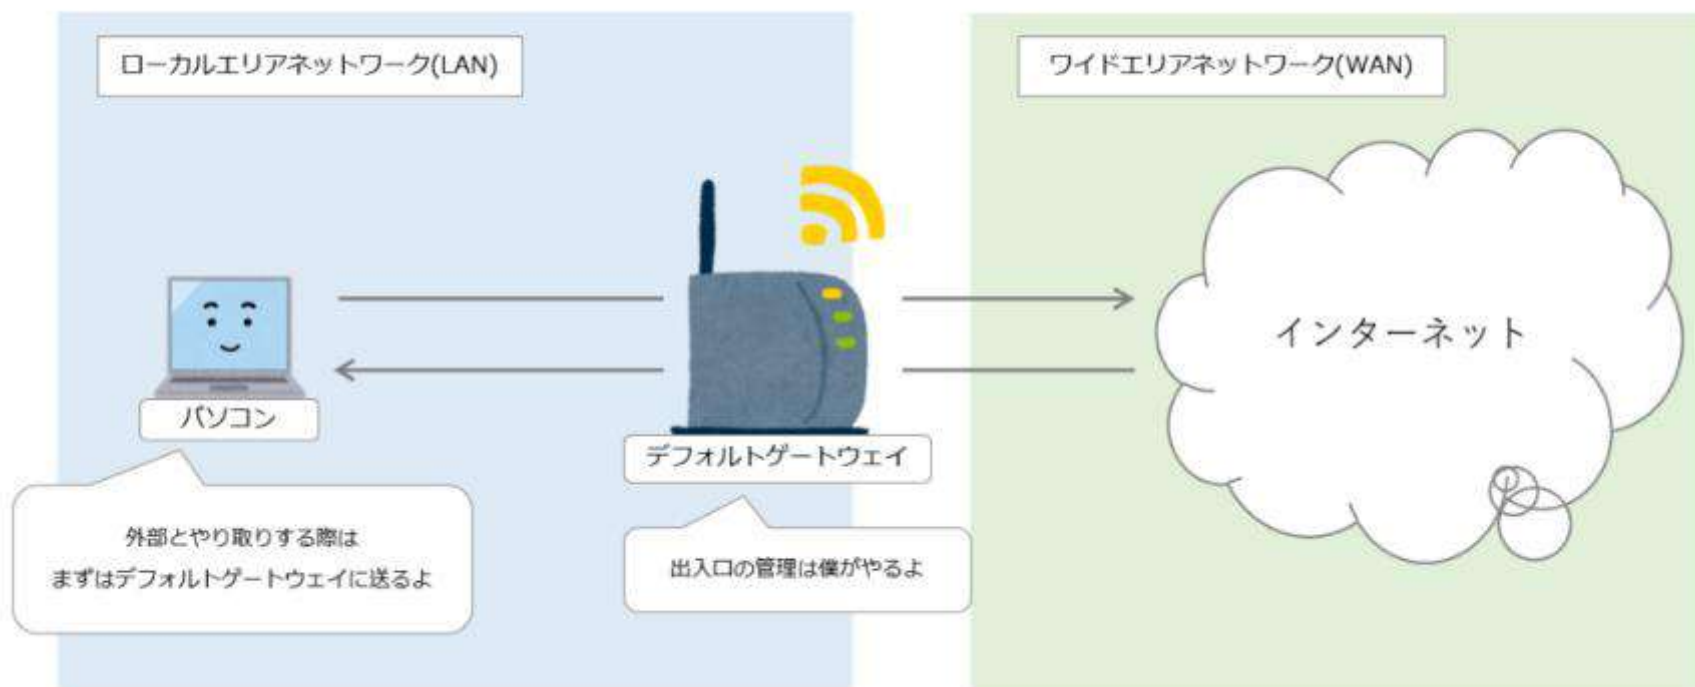 ローカルエリアネットワーク(LAN)
ワイドエリアネットワーク(WAN)
インターネット
パソコン
デフォルトゲートウェイ
外部とやり取りする際は
まずはデフォルトゲートウェイに送るよ
出入口の管理は僕がやるよ